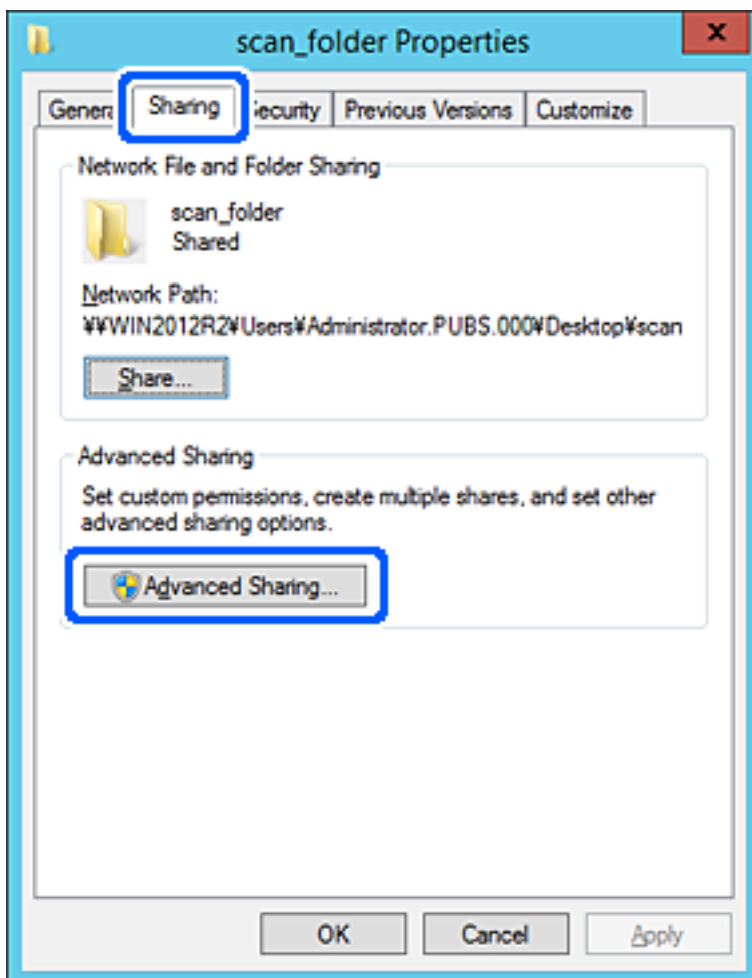 scan_folder Properties
x
Sharing Security Previous Versions Customize
Network File and Folder Sharing
scan_folder
Shared
Network Path:
¥¥WIN2012R2¥Users¥Administrator.PUBS.000¥Desktop¥scan
Share...
Advanced Sharing
Set custom permissions, create multiple shares, and set other
advanced sharing options.
Advanced Sharing...
OK Cancel Apply